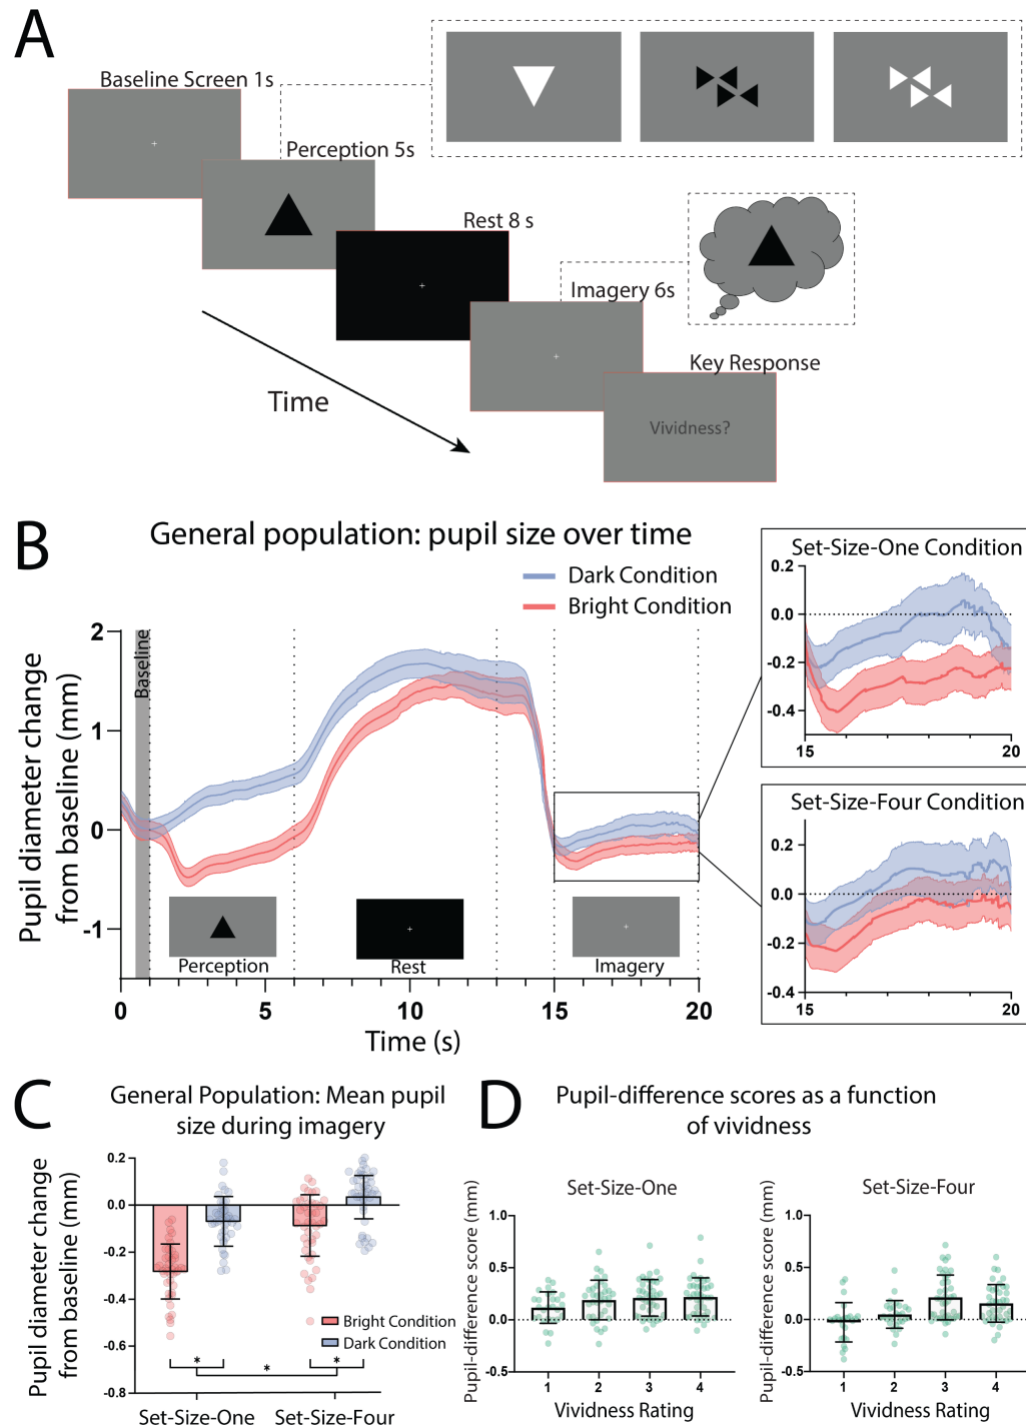 A
Baseline Screen 1s
Perception 5s
Rest 8 s
Imagery 6s
Key Response
Vividness?
Time
B
General population: pupil size over time
Dark Condition
Bright Condition
Pupil diameter change
from baseline (mm)
2
1
0
-1
Baseline
Perception
Rest
Imagery
0
5
10
15
20
Time (s)
Set-Size-One Condition
0.2
0.0
-0.2
-0.4
15
20
Set-Size-Four Condition
0.2
0.0
-0.2
-0.4
15
20
C
General Population: Mean pupil
size during imagery
Pupil diameter change
from baseline (mm)
0.2
0.0
-0.2
-0.4
-0.6
-0.8
Bright Condition
Dark Condition
*
*
*
Set-Size-One
Set-Size-Four
D
Pupil-difference scores as a function
of vividness
Set-Size-One
Pupil-difference score (mm)
1.0
0.5
0.0
-0.5
1 2 3 4
Vividness Rating
Set-Size-Four
Pupil-difference score (mm)
1.0
0.5
0.0
-0.5
1 2 3 4
Vividness Rating